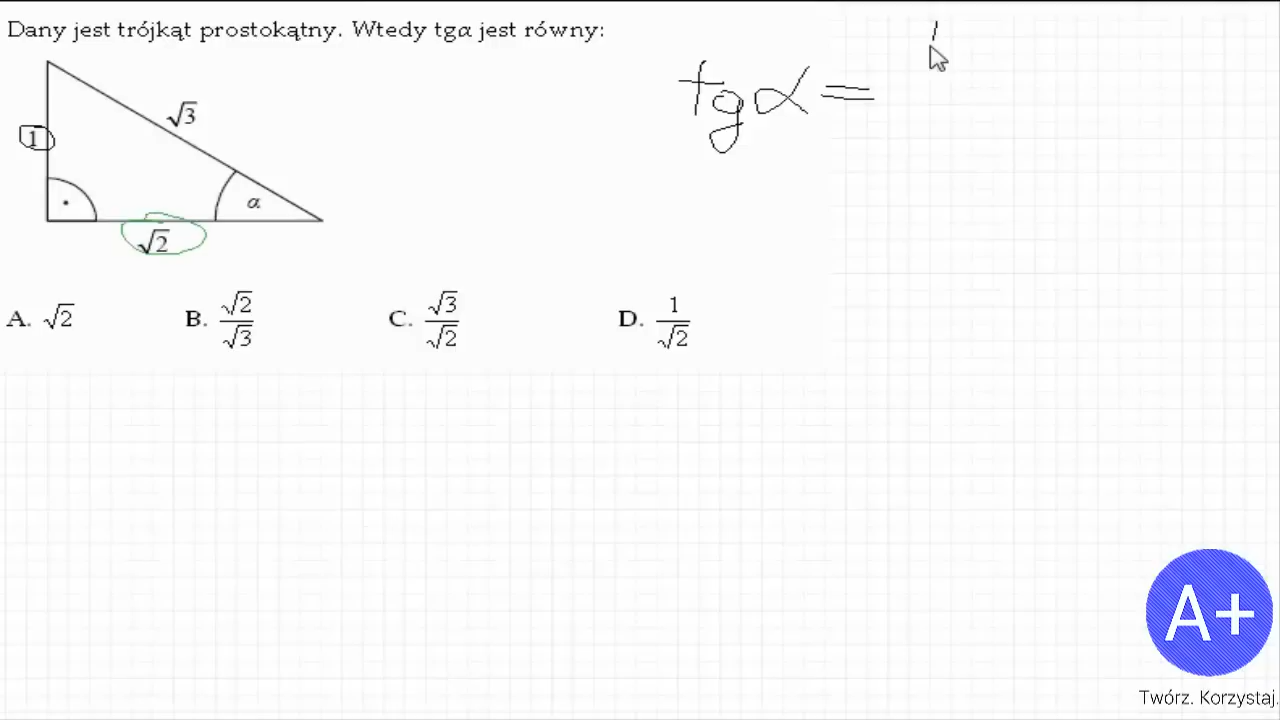 Dany jest trójkąt prostokątny. Wtedy tgα jest równy:
tgα =
1
√3
1
α
√2
A. √2 B. √2/√3 C. √3/√2 D. 1/√2
A+
Twórz. Korzystaj